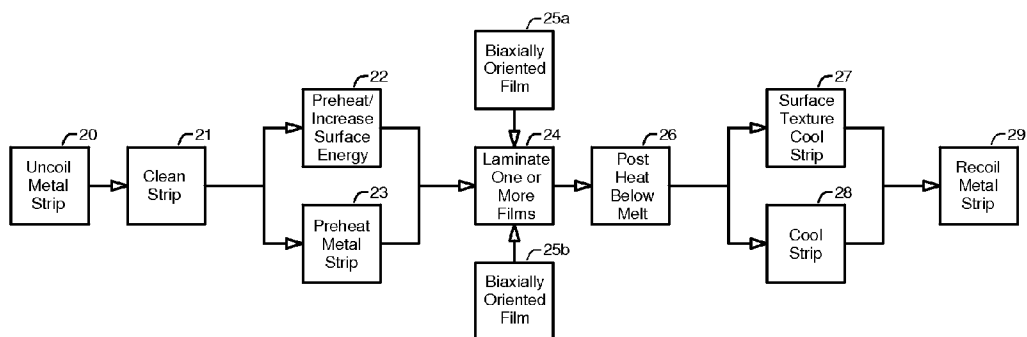 20
Uncoil
Metal
Strip
21
Clean
Strip
22
Preheat/
Increase
Surface
Energy
23
Preheat
Metal
Strip
25a
Biaxially
Oriented
Film
24
Laminate
One or
More
Films
25b
Biaxially
Oriented
Film
26
Post
Heat
Below
Melt
27
Surface
Texture
Cool
Strip
28
Cool
Strip
29
Recoil
Metal
Strip